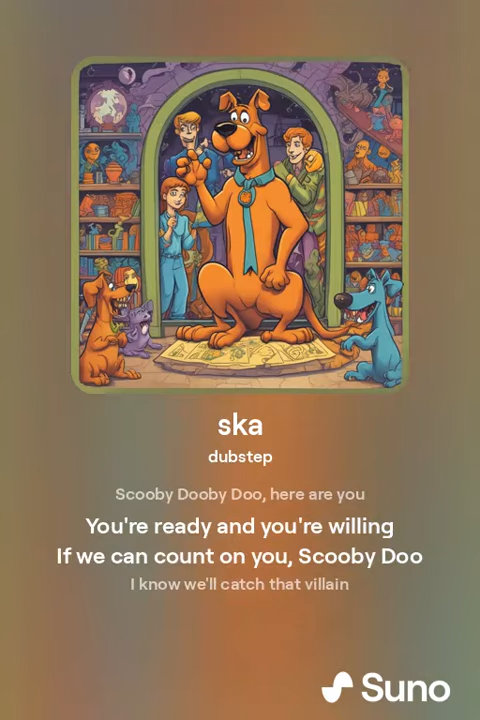 ska
dubstep
Scooby Dooby Doo, here are you
You're ready and you're willing
If we can count on you, Scooby Doo
I know we'll catch that villain
Suno